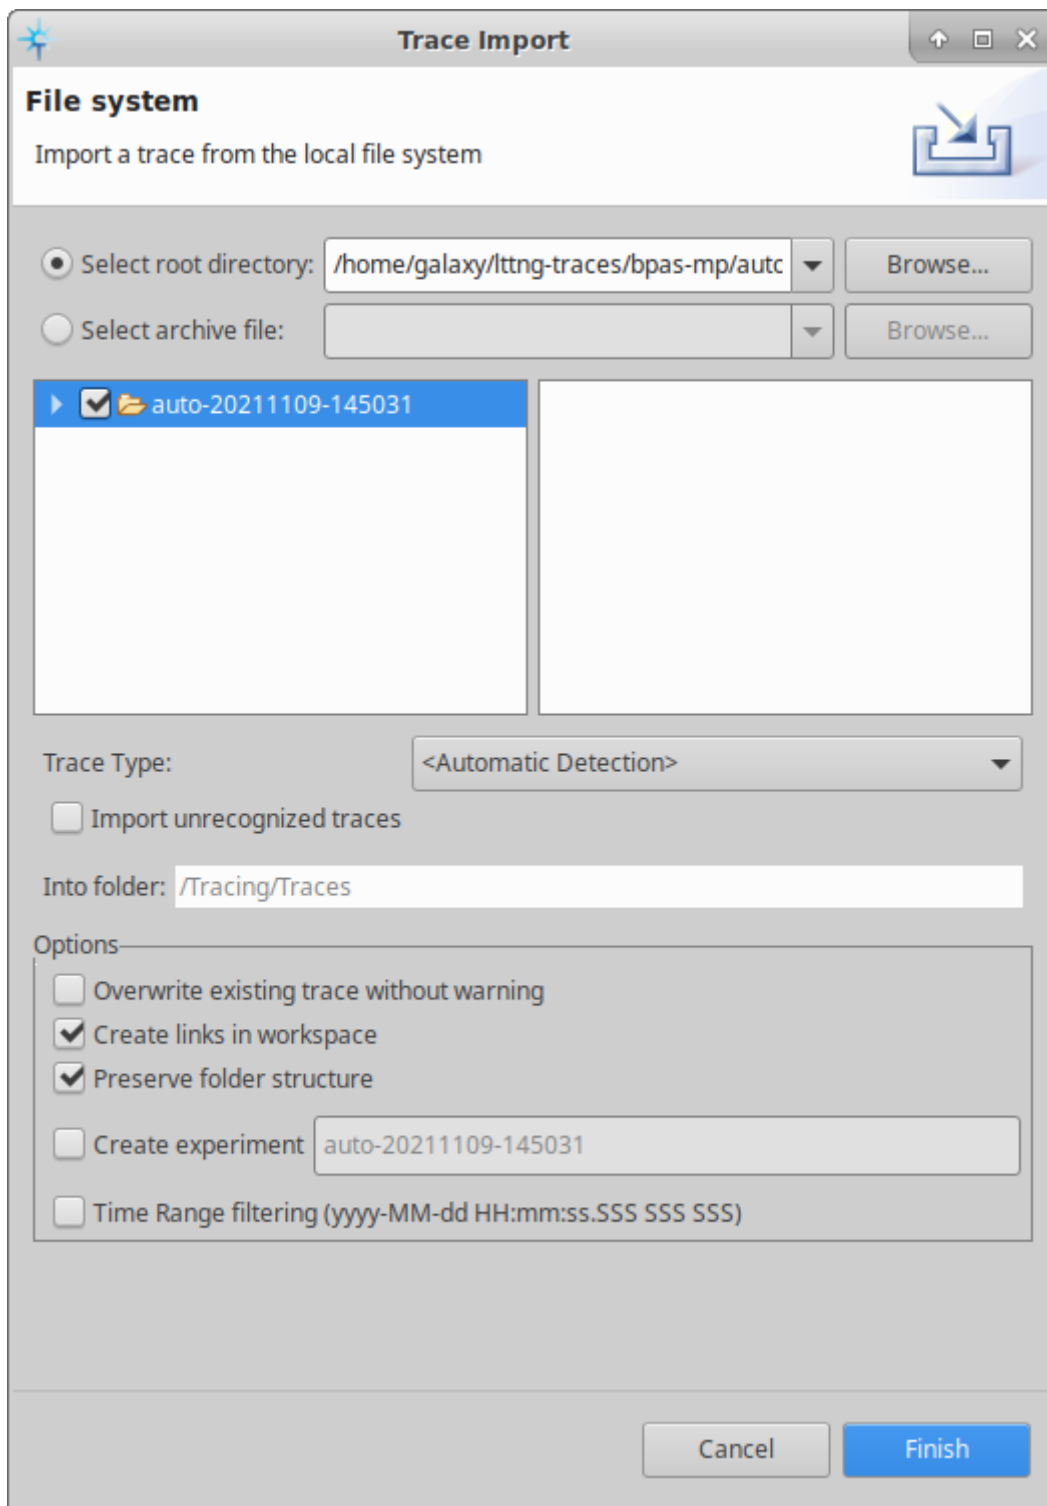 Trace Import
File system
Import a trace from the local file system
Select root directory: /home/galaxy/lttng-traces/bpas-mp/autc Browse...
Select archive file: Browse...
auto-20211109-145031
Trace Type: <Automatic Detection>
Import unrecognized traces
Into folder: /Tracing/Traces
Options
Overwrite existing trace without warning
Create links in workspace
Preserve folder structure
Create experiment auto-20211109-145031
Time Range filtering (yyyy-MM-dd HH:mm:ss.SSS SSS SSS)
Cancel Finish